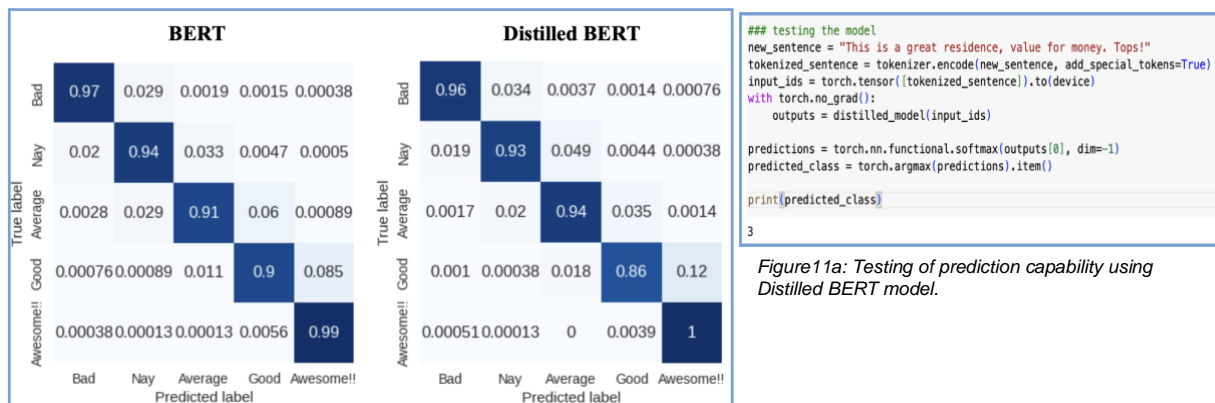 BERT
Bad 0.97 0.029 0.0019 0.0015 0.00038
Nay 0.02 0.94 0.033 0.0047 0.0005
Average 0.0028 0.029 0.91 0.06 0.00089
Good 0.00076 0.00089 0.011 0.9 0.085
Awesome!! 0.00038 0.00013 0.00013 0.0056 0.99
True label
Bad Nay Average Good Awesome!!
Predicted label
Distilled BERT
Bad 0.96 0.034 0.0037 0.0014 0.00076
Nay 0.019 0.93 0.049 0.0044 0.00038
Average 0.0017 0.02 0.94 0.035 0.0014
Good 0.001 0.00038 0.018 0.86 0.12
Awesome!! 0.00051 0.00013 0 0.0039 1
True label
Bad Nay Average Good Awesome!!
Predicted label
### testing the model
new_sentence = "This is a great residence, value for money. Tops!"
tokenized_sentence = tokenizer.encode(new_sentence, add_special_tokens=True)
input_ids = torch.tensor([tokenized_sentence]).to(device)
with torch.no_grad():
    outputs = distilled_model(input_ids)
predictions = torch.nn.functional.softmax(outputs[0], dim=-1)
predicted_class = torch.argmax(predictions).item()
print(predicted_class)
3
Figure11a: Testing of prediction capability using
Distilled BERT model.